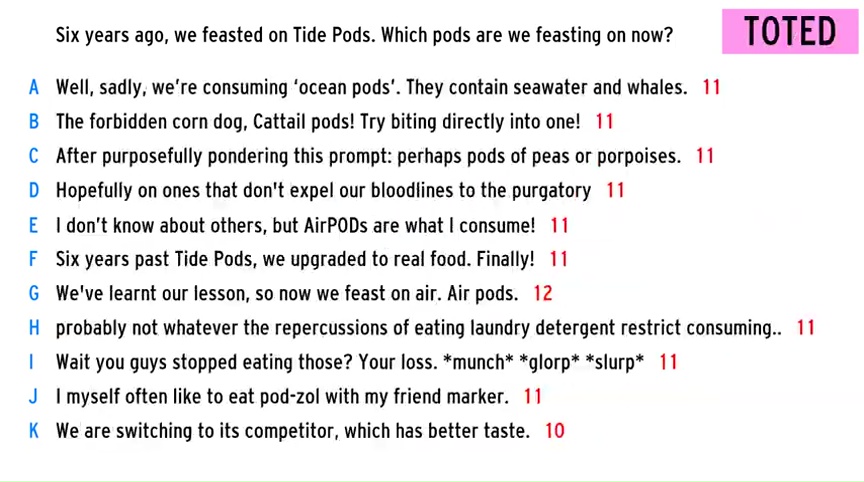 Six years ago, we feasted on Tide Pods. Which pods are we feasting on now?
TOTED
A Well, sadly, we're consuming 'ocean pods'. They contain seawater and whales. 11
B The forbidden corn dog, Cattail pods! Try biting directly into one! 11
C After purposefully pondering this prompt: perhaps pods of peas or porpoises. 11
D Hopefully on ones that don't expel our bloodlines to the purgatory 11
E I don't know about others, but AirPODs are what I consume! 11
F Six years past Tide Pods, we upgraded to real food. Finally! 11
G We've learnt our lesson, so now we feast on air. Air pods. 12
H probably not whatever the repercussions of eating laundry detergent restrict consuming.. 11
I Wait you guys stopped eating those? Your loss. *munch* *glorp* *slurp* 11
J I myself often like to eat pod-zol with my friend marker. 11
K We are switching to its competitor, which has better taste. 10